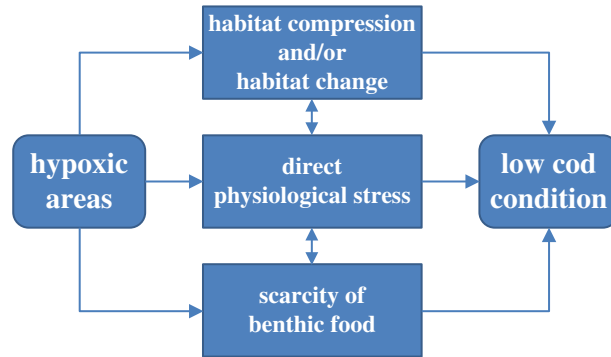 habitat compression
and/or
habitat change
hypoxic
areas
direct
physiological stress
low cod
condition
scarcity of
benthic food